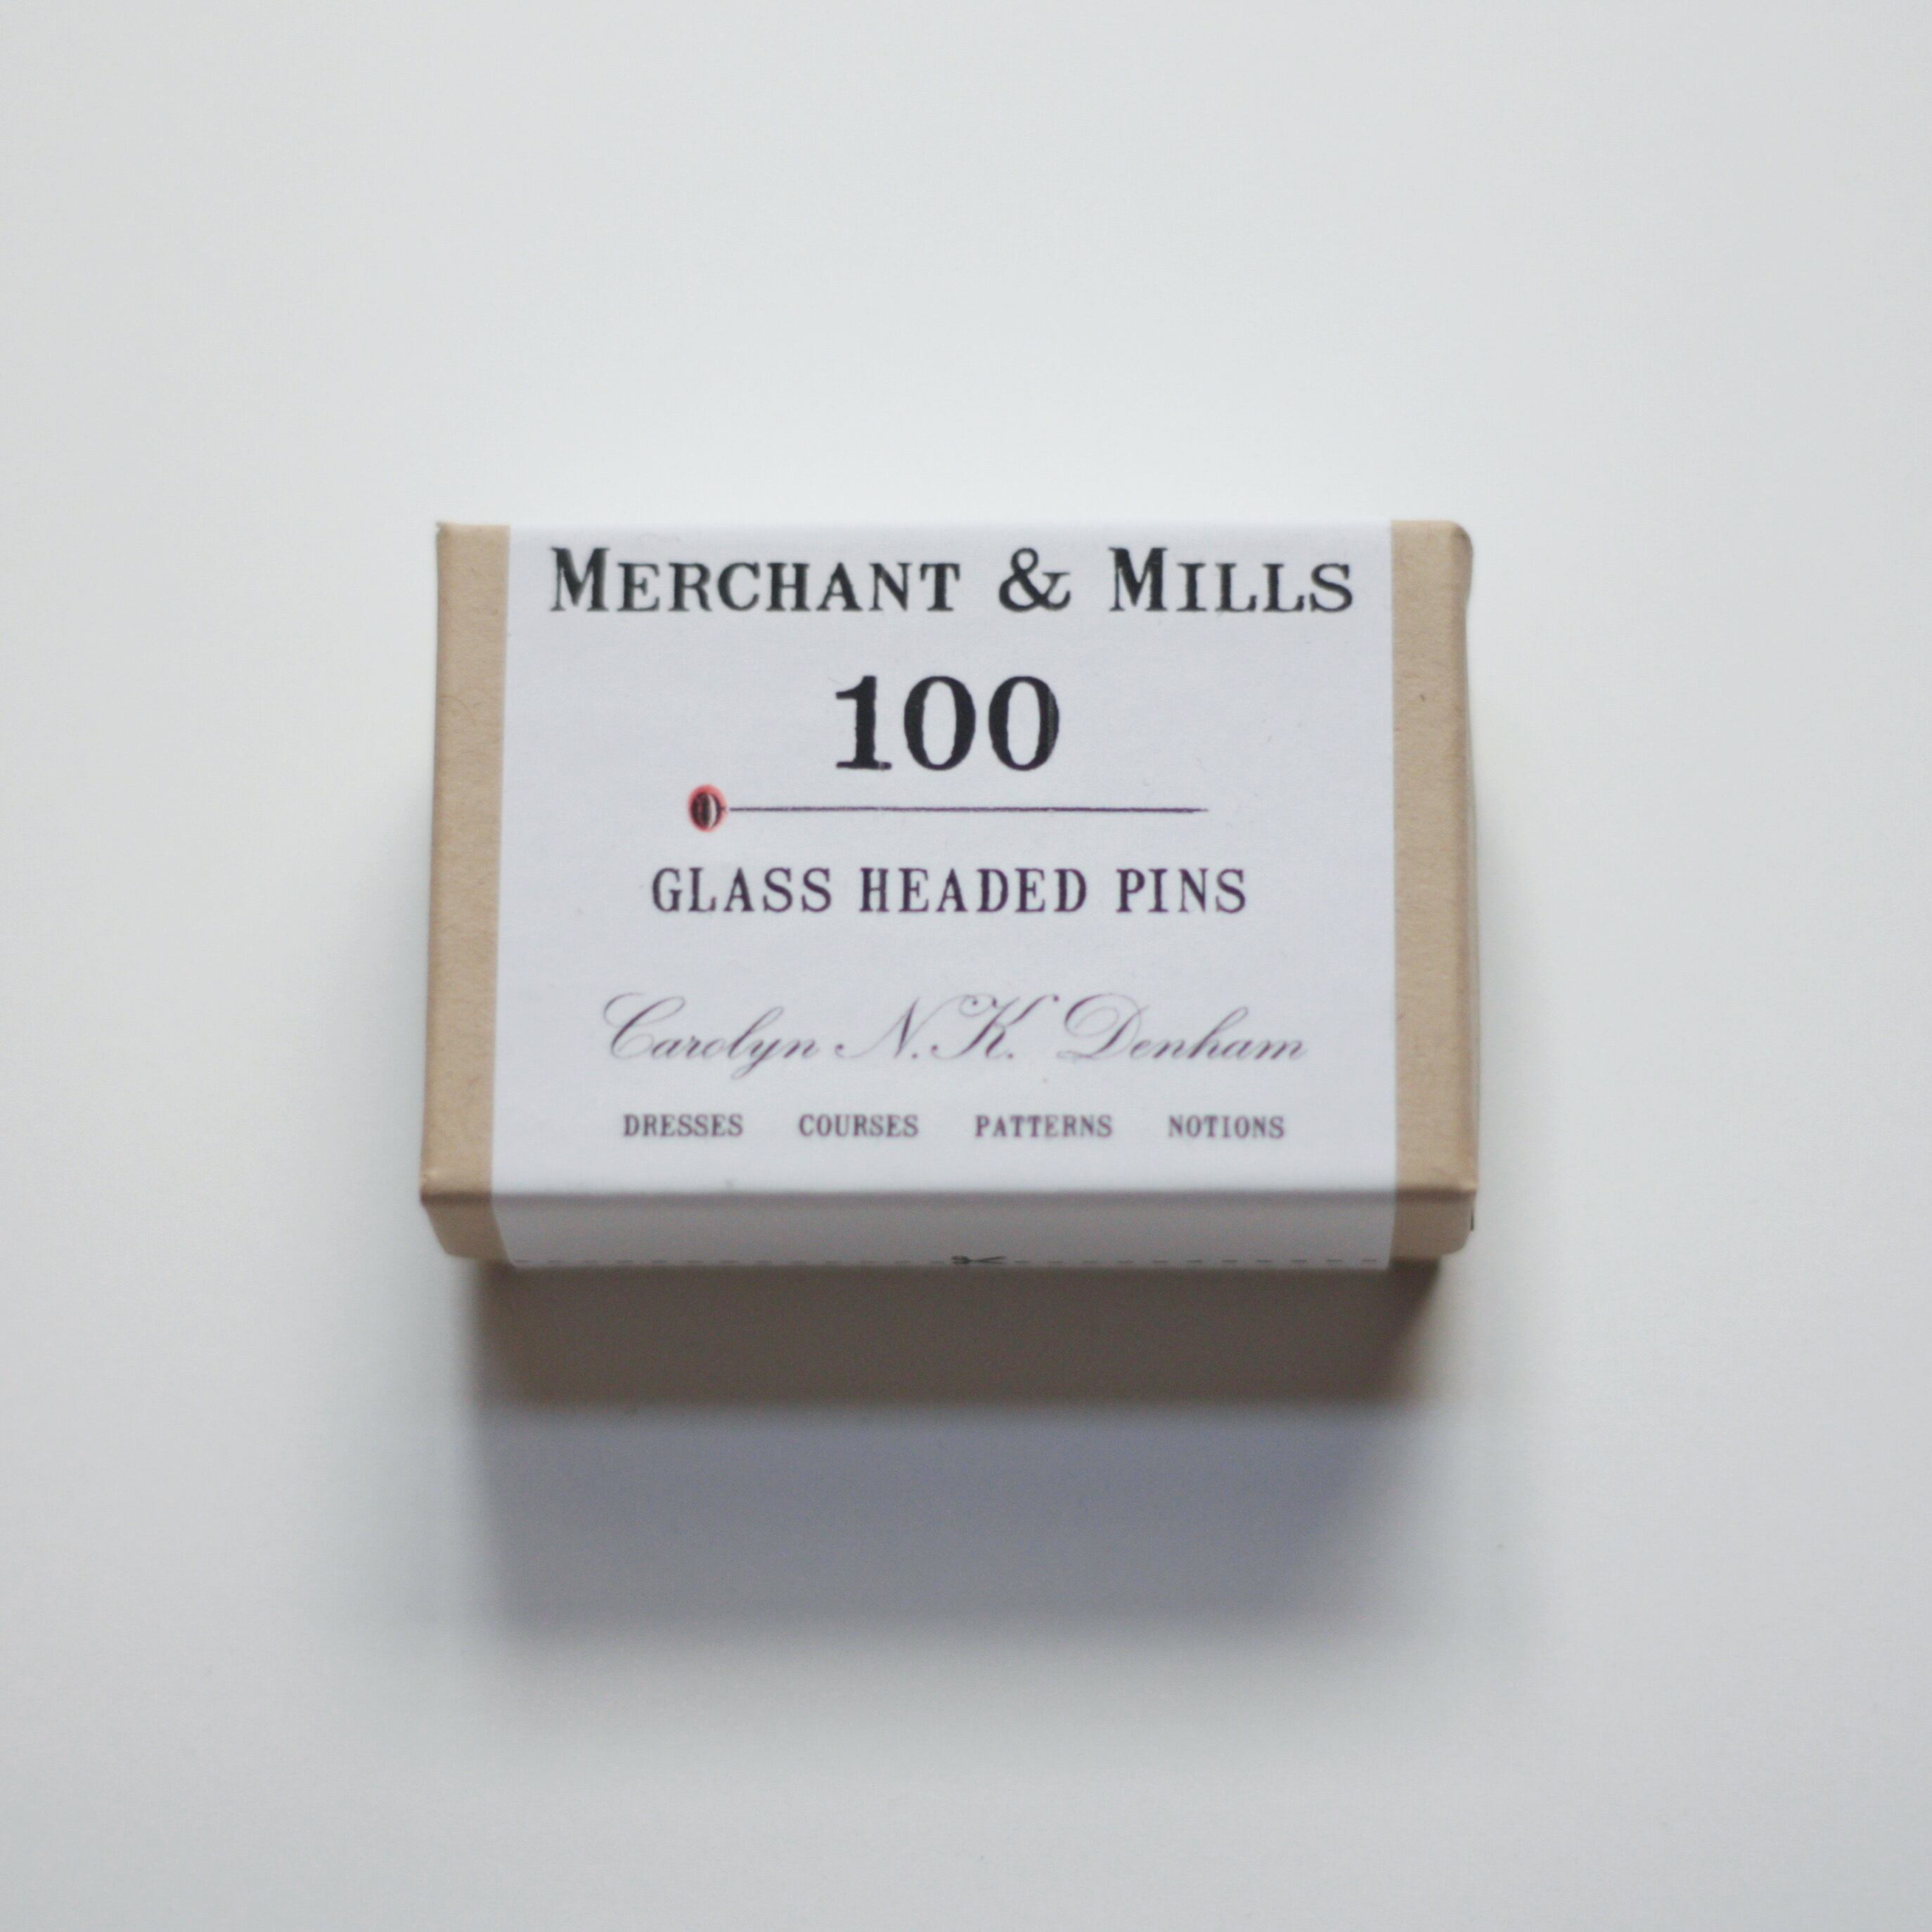 MERCHANT & MILLS
100
GLASS HEADED PINS
Carolyn N.K. Denham
DRESSES COURSES PATTERNS NOTIONS